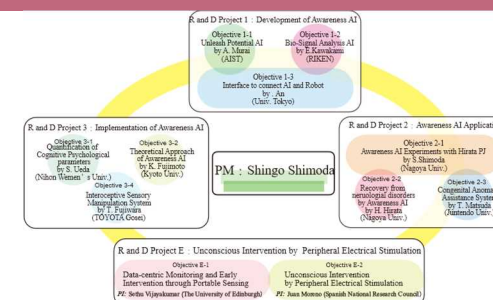 R and D Project 1 : Development of Awareness AI
Objective 1-1
Unleash Potential AI
by A. Murai
(AIST)
Objective 1-2
Bio-Signal Analysis AI
by E.Kawakami
(RIKEN)
Objective 1-3
Interface to connect AI and Robot
by . An
(Univ. Tokyo)
R and D Project 3 : Implementation of Awareness AI
Objective 3-1
Quantification of
Cognitive Psychological
parameters
by S. Ueda
(Nihon Wemen's Univ.)
Objective 3-2
Theoretical Approach
of Awareness AI
by K. Fujimoto
(Kyoto Univ.)
Objective 3-4
Interoceptive Sensory
Manipulation System
by T. Fujiwara
(TOYOTA Gosei)
PM : Shingo Shimoda
R and D Project 2 : Awareness AI Applicati
Objective 2-1
Awareness AI Experiments with Hirata PJ
by S.Shimoda
(Nagoya Univ.)
Objective 2-2
Recovery from
neruological disorders
by Awareness AI
by H. Hirata
(Nagoya Univ.)
Objective 2-3
Congenital Anoma
Assistance System
by T. Matsuda
(Juntendo Univ.)
R and D Project E : Unconscious Intervention by Peripheral Electrical Stimulation
Objective E-1
Data-centric Monitoring and Early
Intervention through Portable Sensing
PI: Sethu Vijayakumar (The University of Edinburgh)
Objective E-2
Unconscious Intervention
by Peripheral Electrical Stimulation
PI: Juan Moreno (Spanish National Research Council)